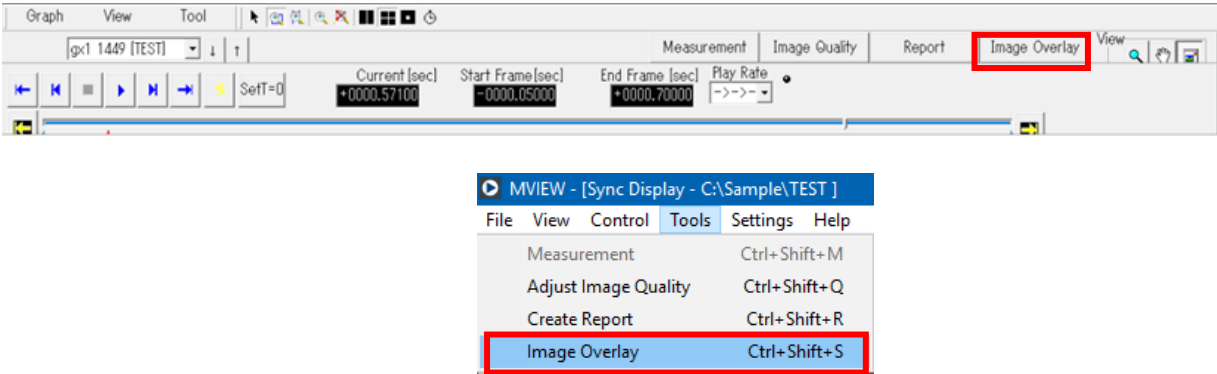 Graph View Tool
gx1 1449 [TEST] ↓ ↑ Measurement Image Quality Report Image Overlay View
SetT=0 Current [sec] Start Frame[sec] End Frame [sec] Play Rate
+0000.57100 -0000.05000 +0000.70000 ->->-
MVIEW - [Sync Display - C:\Sample\TEST ]
File View Control Tools Settings Help
Measurement Ctrl+Shift+M
Adjust Image Quality Ctrl+Shift+Q
Create Report Ctrl+Shift+R
Image Overlay Ctrl+Shift+S